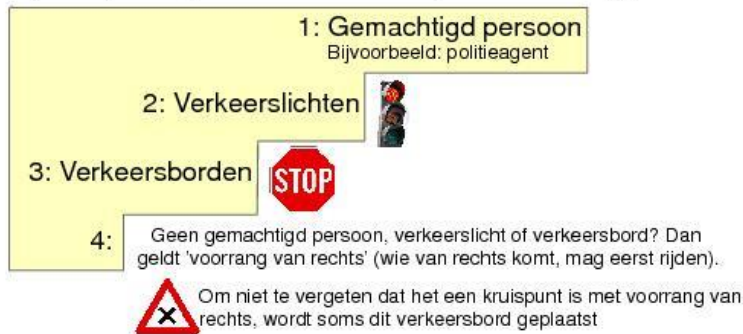 1: Gemachtigd persoon
Bijvoorbeeld: politieagent
2: Verkeerslichten
3: Verkeersborden
STOP
4:
Geen gemachtigd persoon, verkeerslicht of verkeersbord? Dan
geldt 'voorrang van rechts' (wie van rechts komt, mag eerst rijden).
Om niet te vergeten dat het een kruispunt is met voorrang van
rechts, wordt soms dit verkeersbord geplaatst